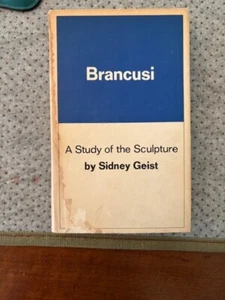 Brancusi
A Study of the Sculpture
by Sidney Geist